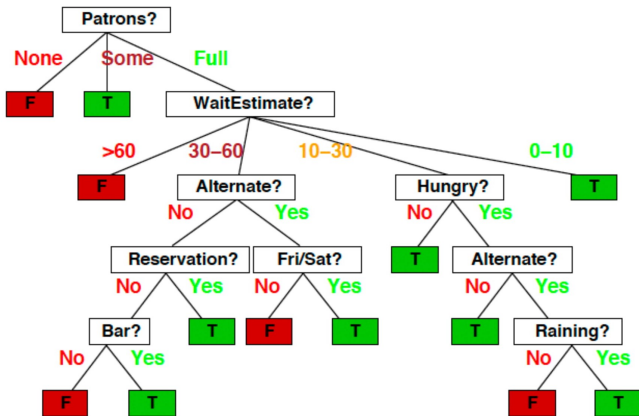 Patrons?
None Some Full
F T WaitEstimate?
>60 30–60 10–30 0–10
F Alternate? Hungry? T
No Yes No Yes
Reservation? Fri/Sat? T Alternate?
No Yes No Yes No Yes
Bar? T F T T Raining?
No Yes No Yes
F T F T